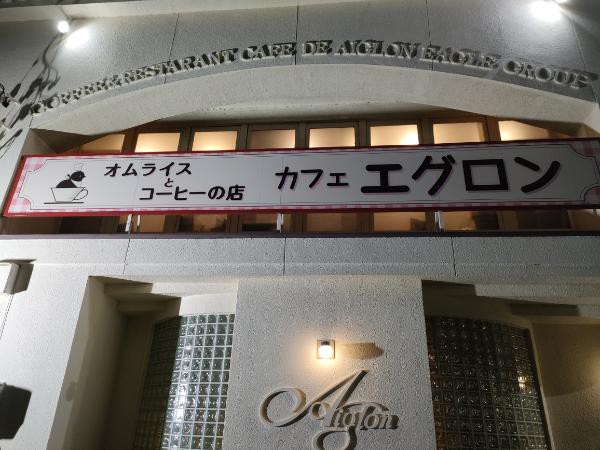 COFFEE & RESTARANT CAFE DE AIGLON EAGLE GROUP
オムライス
と
コーヒーの店
カフェ エグロン
Aiglon